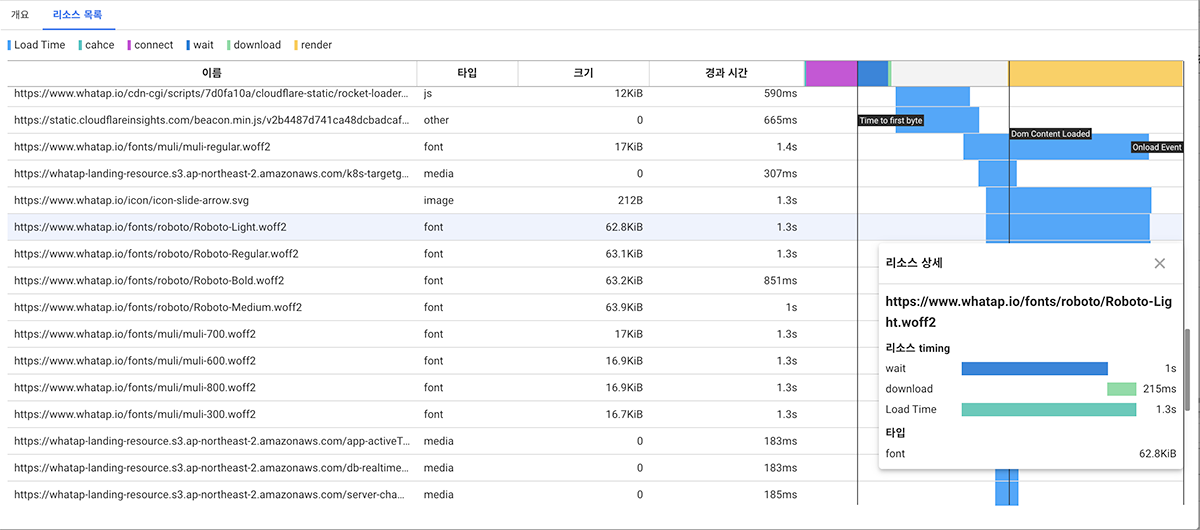 개요 리소스 목록
Load Time cahce connect wait download render
이름 타입 크기 경과 시간
https://www.whatap.io/cdn-cgi/scripts/7d0fa10a/cloudflare-static/rocket-loader... js 12KiB 590ms
https://static.cloudflareinsights.com/beacon.min.js/v2b4487d741ca48dcbadcaf... other 0 665ms
Time to first byte
Dom Content Loaded
https://www.whatap.io/fonts/muli/muli-regular.woff2 font 17KiB 1.4s
Onload Event
https://whatap-landing-resource.s3.ap-northeast-2.amazonaws.com/k8s-targetg... media 0 307ms
https://www.whatap.io/icon/icon-slide-arrow.svg image 212B 1.3s
https://www.whatap.io/fonts/roboto/Roboto-Light.woff2 font 62.8KiB 1.3s
https://www.whatap.io/fonts/roboto/Roboto-Regular.woff2 font 63.1KiB 1.3s
https://www.whatap.io/fonts/roboto/Roboto-Bold.woff2 font 63.2KiB 851ms
https://www.whatap.io/fonts/roboto/Roboto-Medium.woff2 font 63.9KiB 1s
https://www.whatap.io/fonts/muli/muli-700.woff2 font 17KiB 1.3s
https://www.whatap.io/fonts/muli/muli-600.woff2 font 16.9KiB 1.3s
https://www.whatap.io/fonts/muli/muli-800.woff2 font 16.9KiB 1.3s
https://www.whatap.io/fonts/muli/muli-300.woff2 font 16.7KiB 1.3s
https://whatap-landing-resource.s3.ap-northeast-2.amazonaws.com/app-activeT... media 0 183ms
https://whatap-landing-resource.s3.ap-northeast-2.amazonaws.com/db-realtime... media 0 183ms
https://whatap-landing-resource.s3.ap-northeast-2.amazonaws.com/server-cha... media 0 185ms
리소스 상세
https://www.whatap.io/fonts/roboto/Roboto-Lig
ht.woff2
리소스 timing
wait 1s
download 215ms
Load Time 1.3s
타입
font 62.8KiB